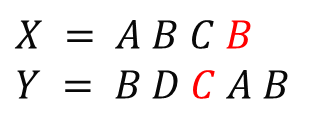 X = A B C B
Y = B D C A B